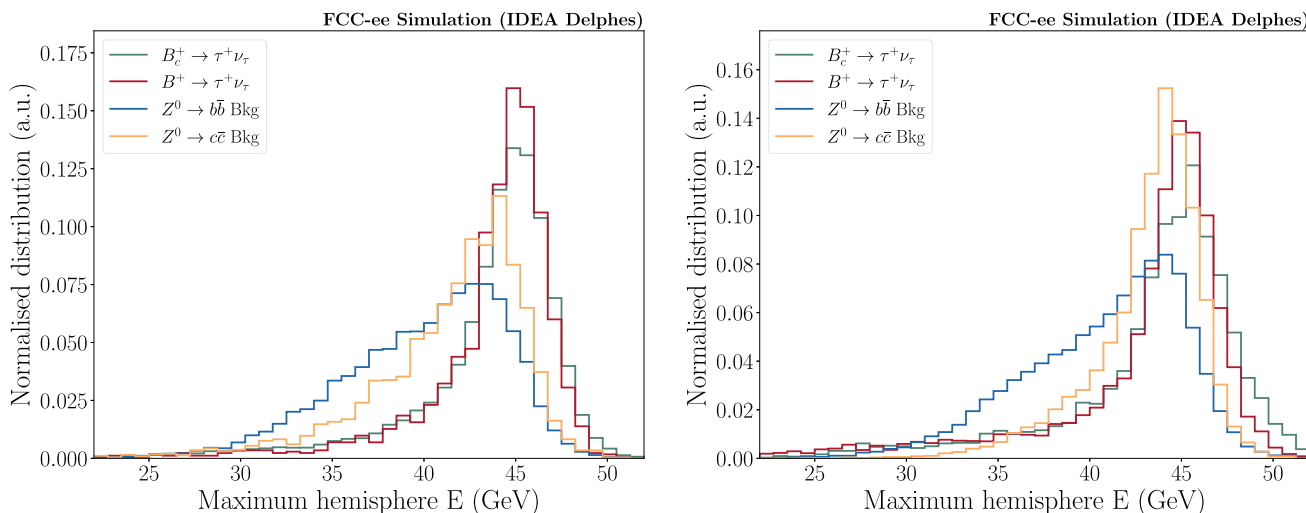 FCC-ee Simulation (IDEA Delphes)
B_c^+ → τ^+ν_τ
B^+ → τ^+ν_τ
Z^0 → bb̄ Bkg
Z^0 → cc̄ Bkg
Normalised distribution (a.u.)
0.175
0.150
0.125
0.100
0.075
0.050
0.025
0.000
25 30 35 40 45 50
Maximum hemisphere E (GeV)
FCC-ee Simulation (IDEA Delphes)
B_c^+ → τ^+ν_τ
B^+ → τ^+ν_τ
Z^0 → bb̄ Bkg
Z^0 → cc̄ Bkg
Normalised distribution (a.u.)
0.16
0.14
0.12
0.10
0.08
0.06
0.04
0.02
0.00
25 30 35 40 45 50
Maximum hemisphere E (GeV)